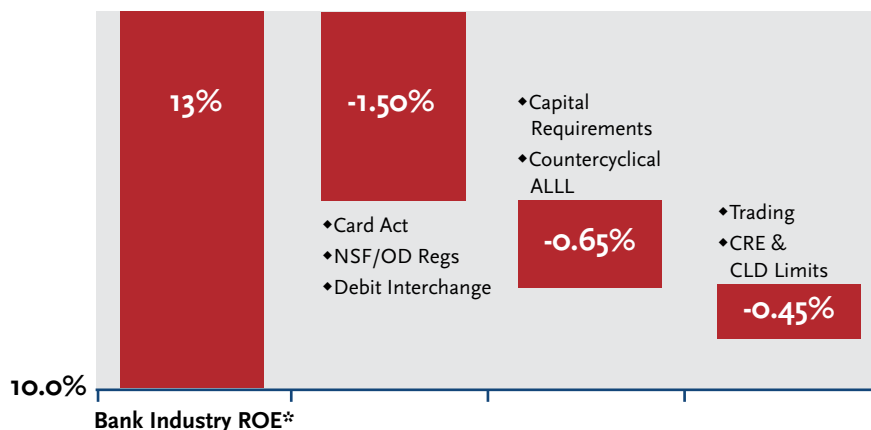 13%
-1.50%
◆Card Act
◆NSF/OD Regs
◆Debit Interchange
◆Capital
Requirements
◆Countercyclical
ALLL
-0.65%
◆Trading
◆CRE &
CLD Limits
-0.45%
10.0%
Bank Industry ROE*